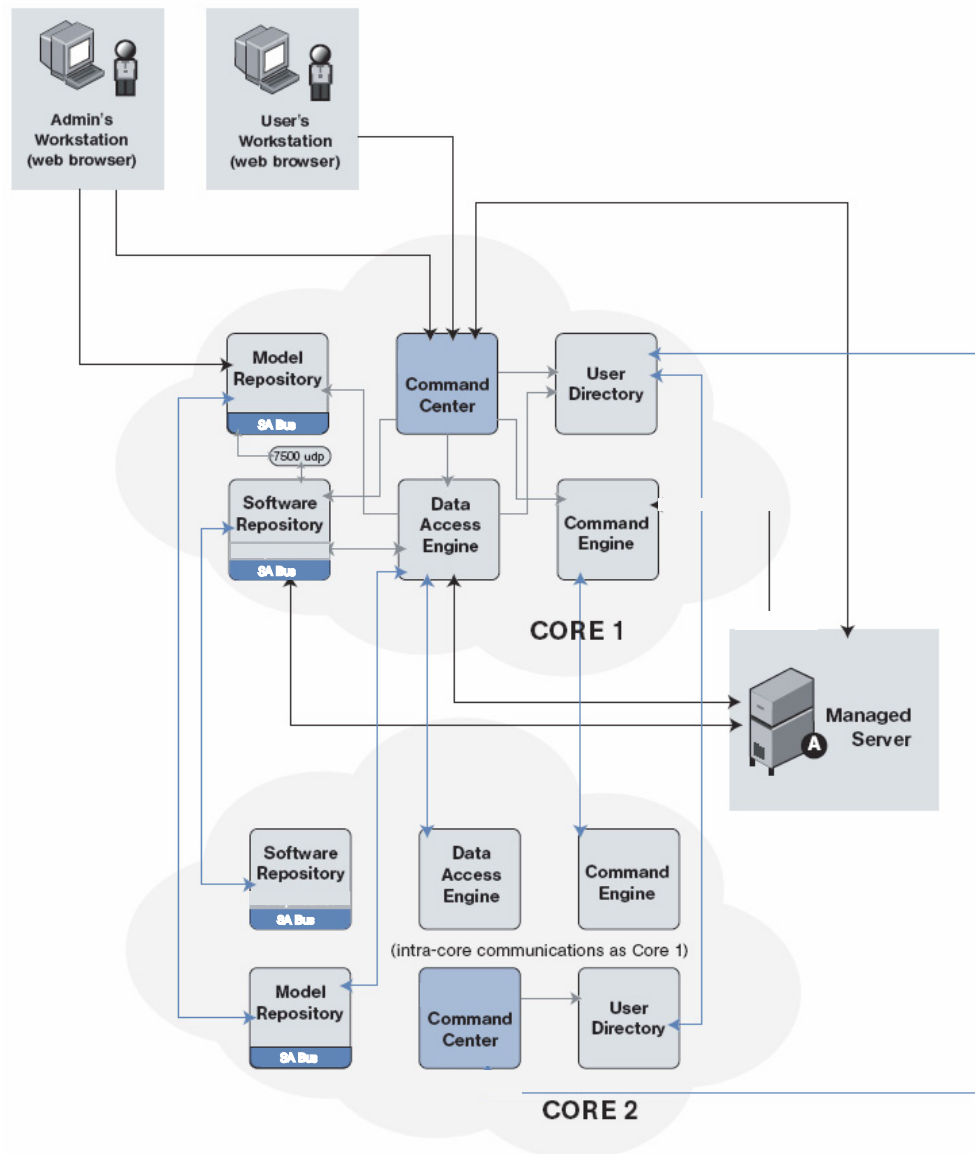 Admin's
Workstation
(web browser)
User's
Workstation
(web browser)
Model
Repository
SA Bus
Command
Center
User
Directory
7500 udp
Software
Repository
SA Bus
Data
Access
Engine
Command
Engine
CORE 1
Managed
Server
A
Software
Repository
SA Bus
Data
Access
Engine
Command
Engine
(intra-core communications as Core 1)
Model
Repository
SA Bus
Command
Center
User
Directory
CORE 2